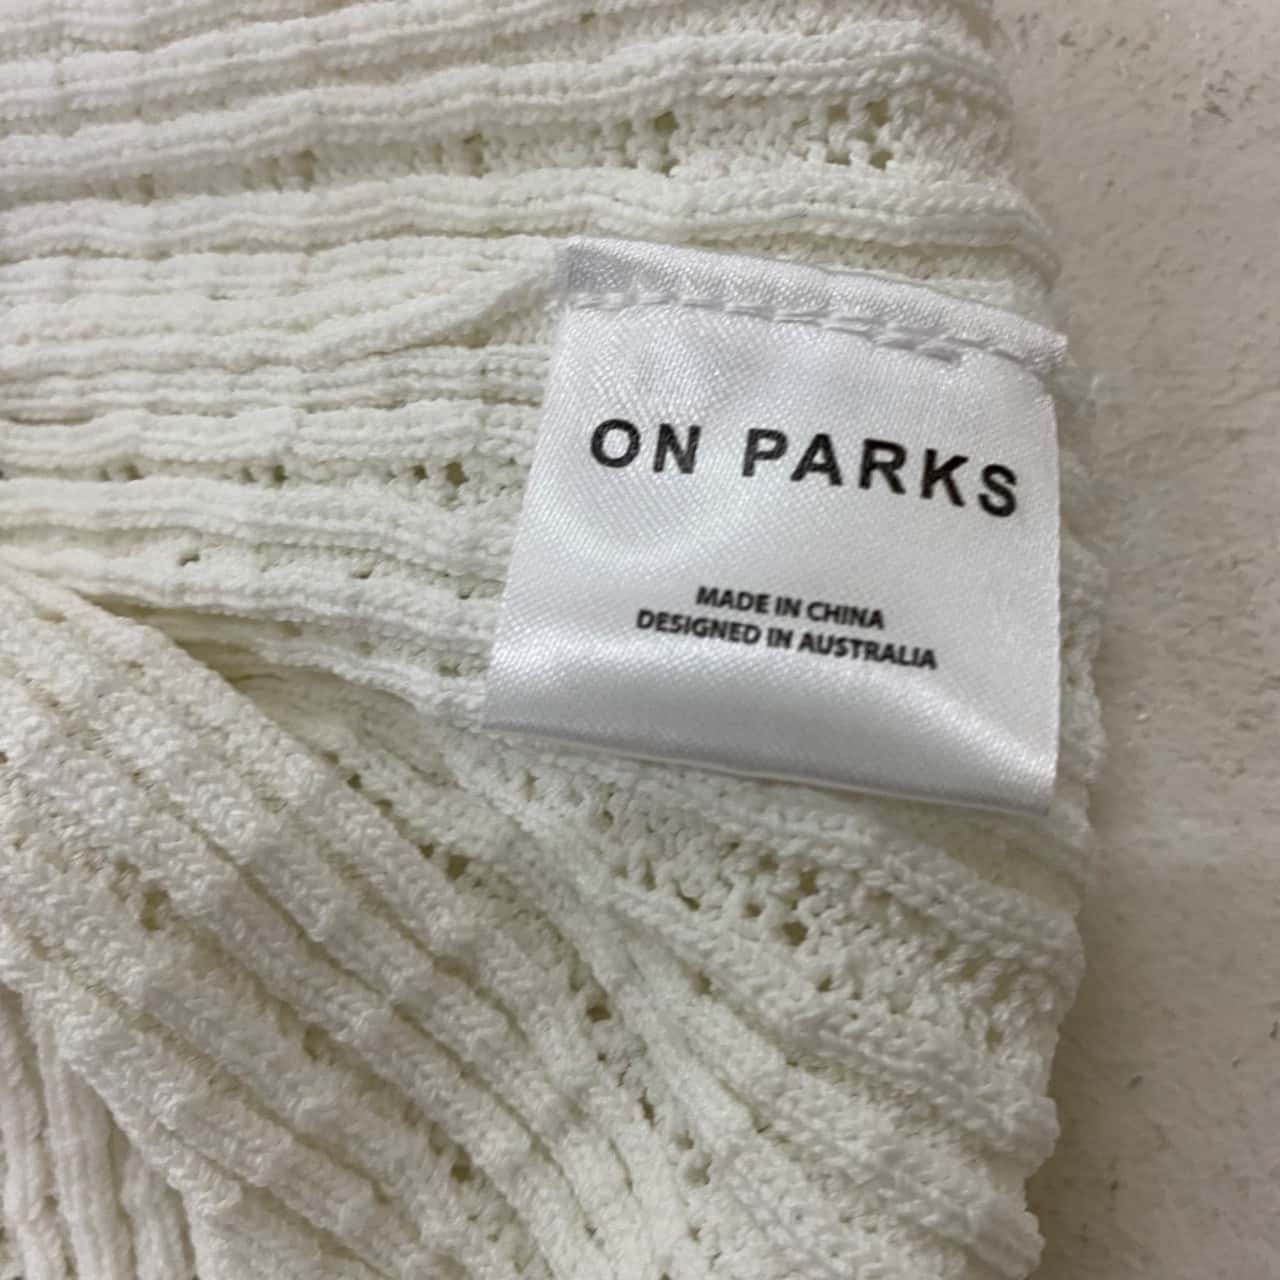 ON PARKS
MADE IN CHINA
DESIGNED IN AUSTRALIA